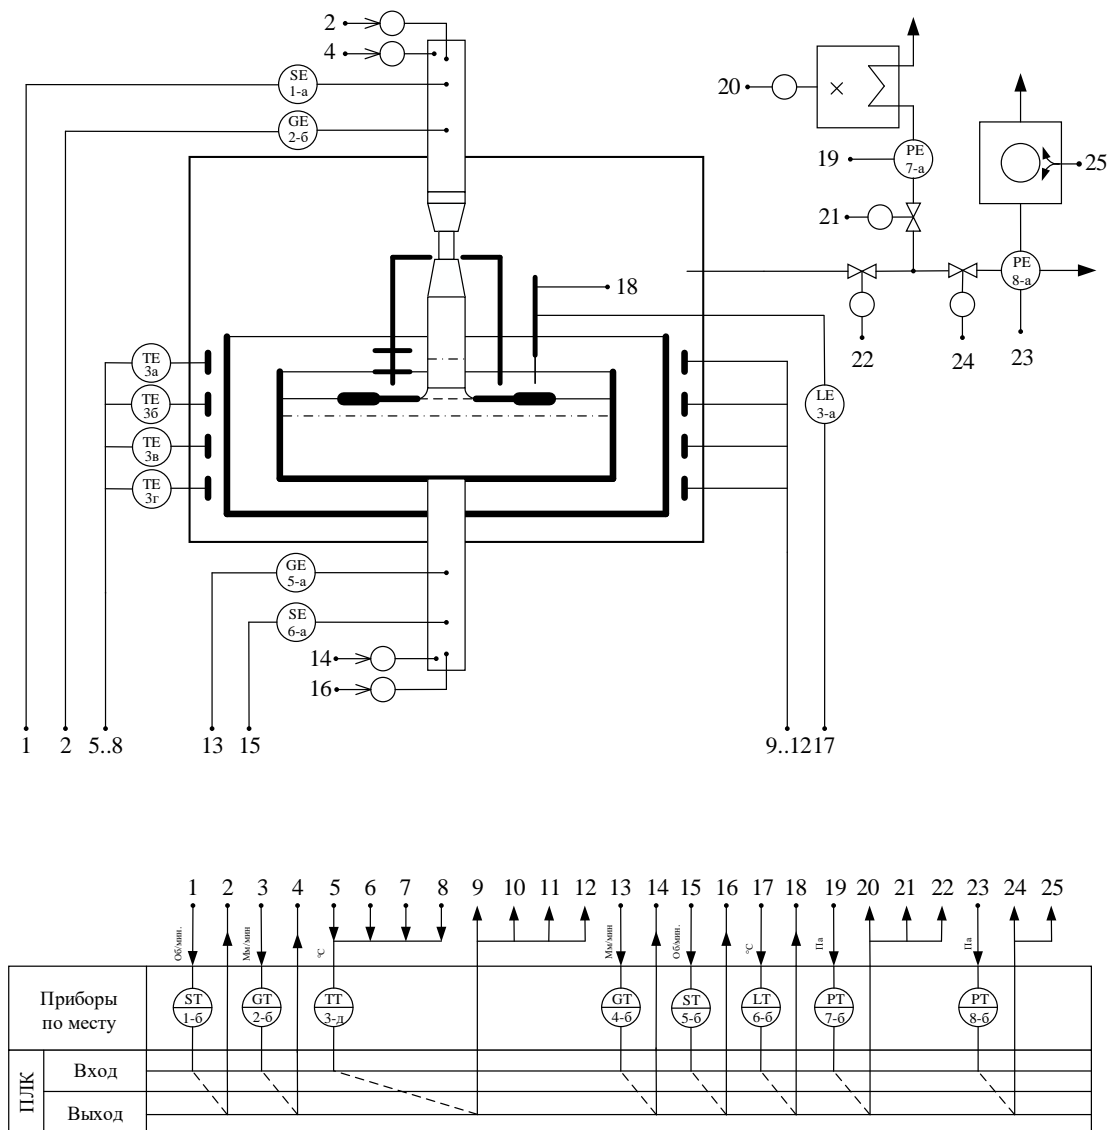 2
4
SE
1-а
GE
2-б
20
19
PE
7-а
25
21
18
PE
8-а
22
24
23
TE
3а
TE
3б
TE
3в
TE
3г
LE
3-а
GE
5-а
SE
6-а
14
16
1 2 5..8 13 15 9..12 17
1 2 3 4 5 6 7 8 9 10 11 12 13 14 15 16 17 18 19 20 21 22 23 24 25
Об/мин. Мм/мин °С Мм/мин Об/мин. °С Па Па
Приборы
по месту
ST
1-б
GT
2-б
TT
3-д
GT
4-б
ST
5-б
LT
6-б
PT
7-б
PT
8-б
ПЛК
Вход
Выход